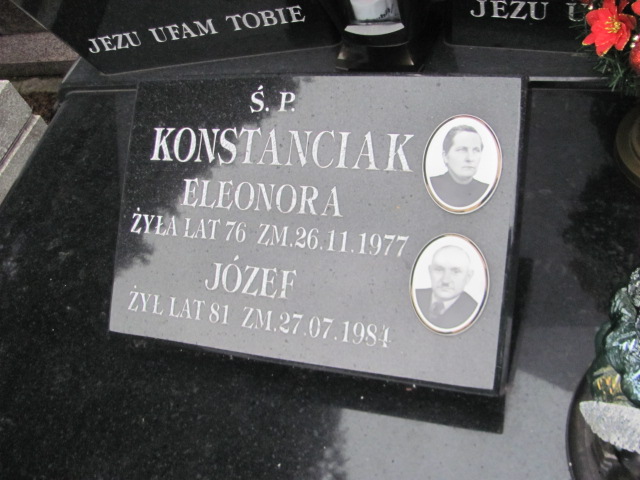 JEZU UFAM TOBIE
JEZU
Ś. P.
KONSTANCIAK
ELEONORA
ŻYŁA LAT 76 ZM.26.11.1977
JÓZEF
ŻYŁ LAT 81 ZM.27.07.1984